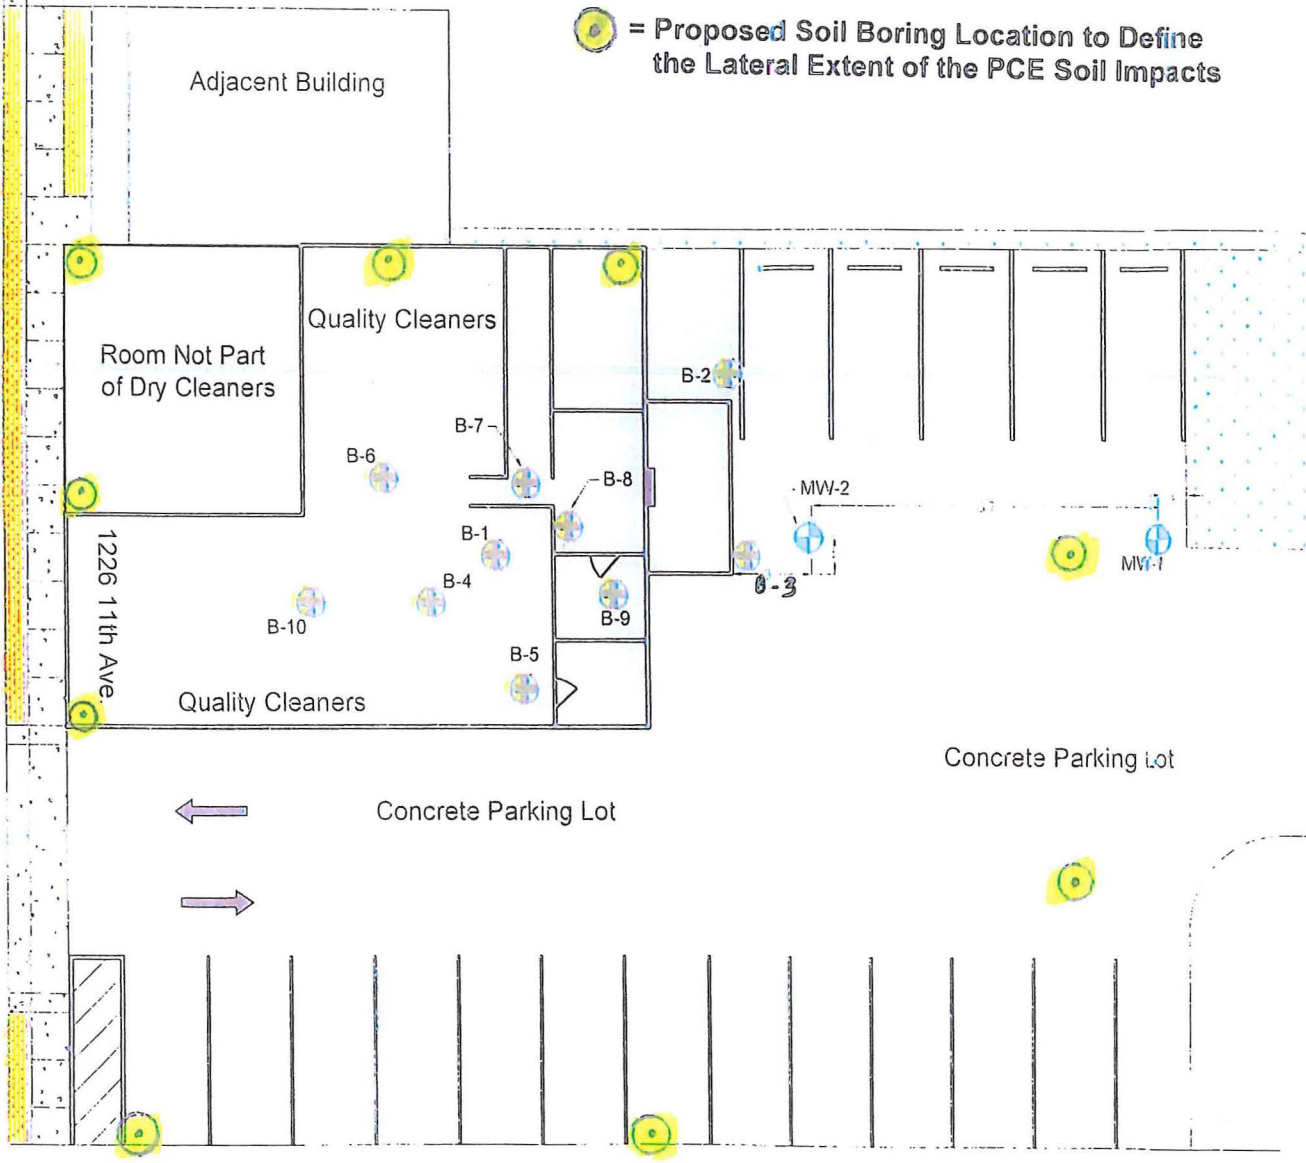 = Proposed Soil Boring Location to Define
the Lateral Extent of the PCE Soil Impacts
Adjacent Building
Quality Cleaners
Room Not Part
of Dry Cleaners
B-2
B-7
B-6
B-8
MW-2
B-1
MW-1
B-3
B-4
B-10
B-9
1226 11th Ave.
B-5
Quality Cleaners
Concrete Parking Lot
Concrete Parking Lot